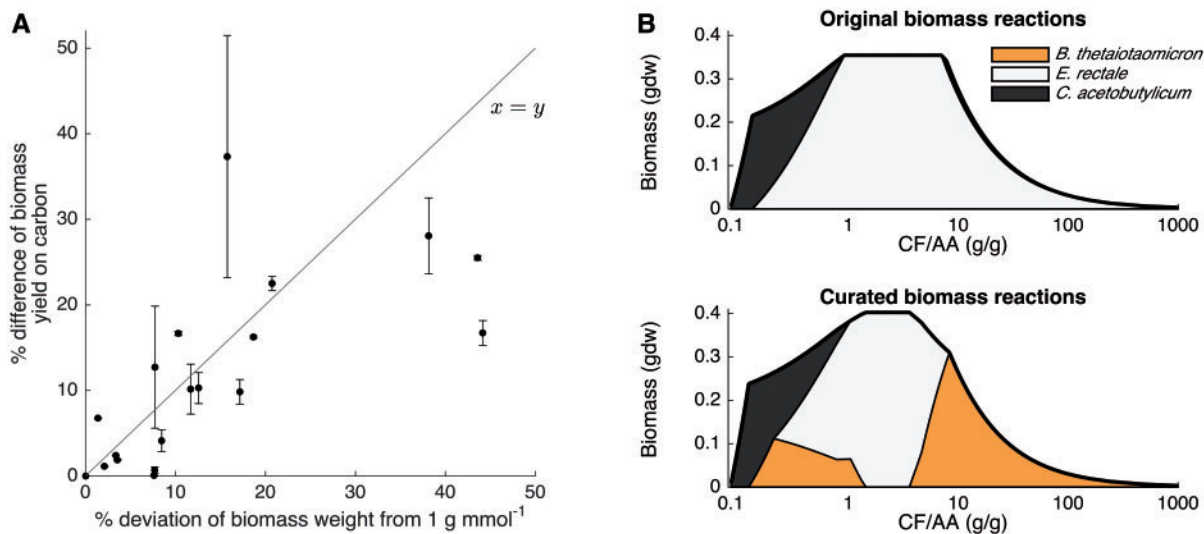 A
% difference of biomass
yield on carbon
50
40
30
20
10
0
x = y
0 10 20 30 40 50
% deviation of biomass weight from 1 g mmol⁻¹
B
Original biomass reactions
Biomass (gdw)
0.4
0.3
0.2
0.1
0
B. thetaiotaomicron
E. rectale
C. acetobutylicum
0.1 1 10 100 1000
CF/AA (g/g)
Curated biomass reactions
Biomass (gdw)
0.4
0.3
0.2
0.1
0
0.1 1 10 100 1000
CF/AA (g/g)